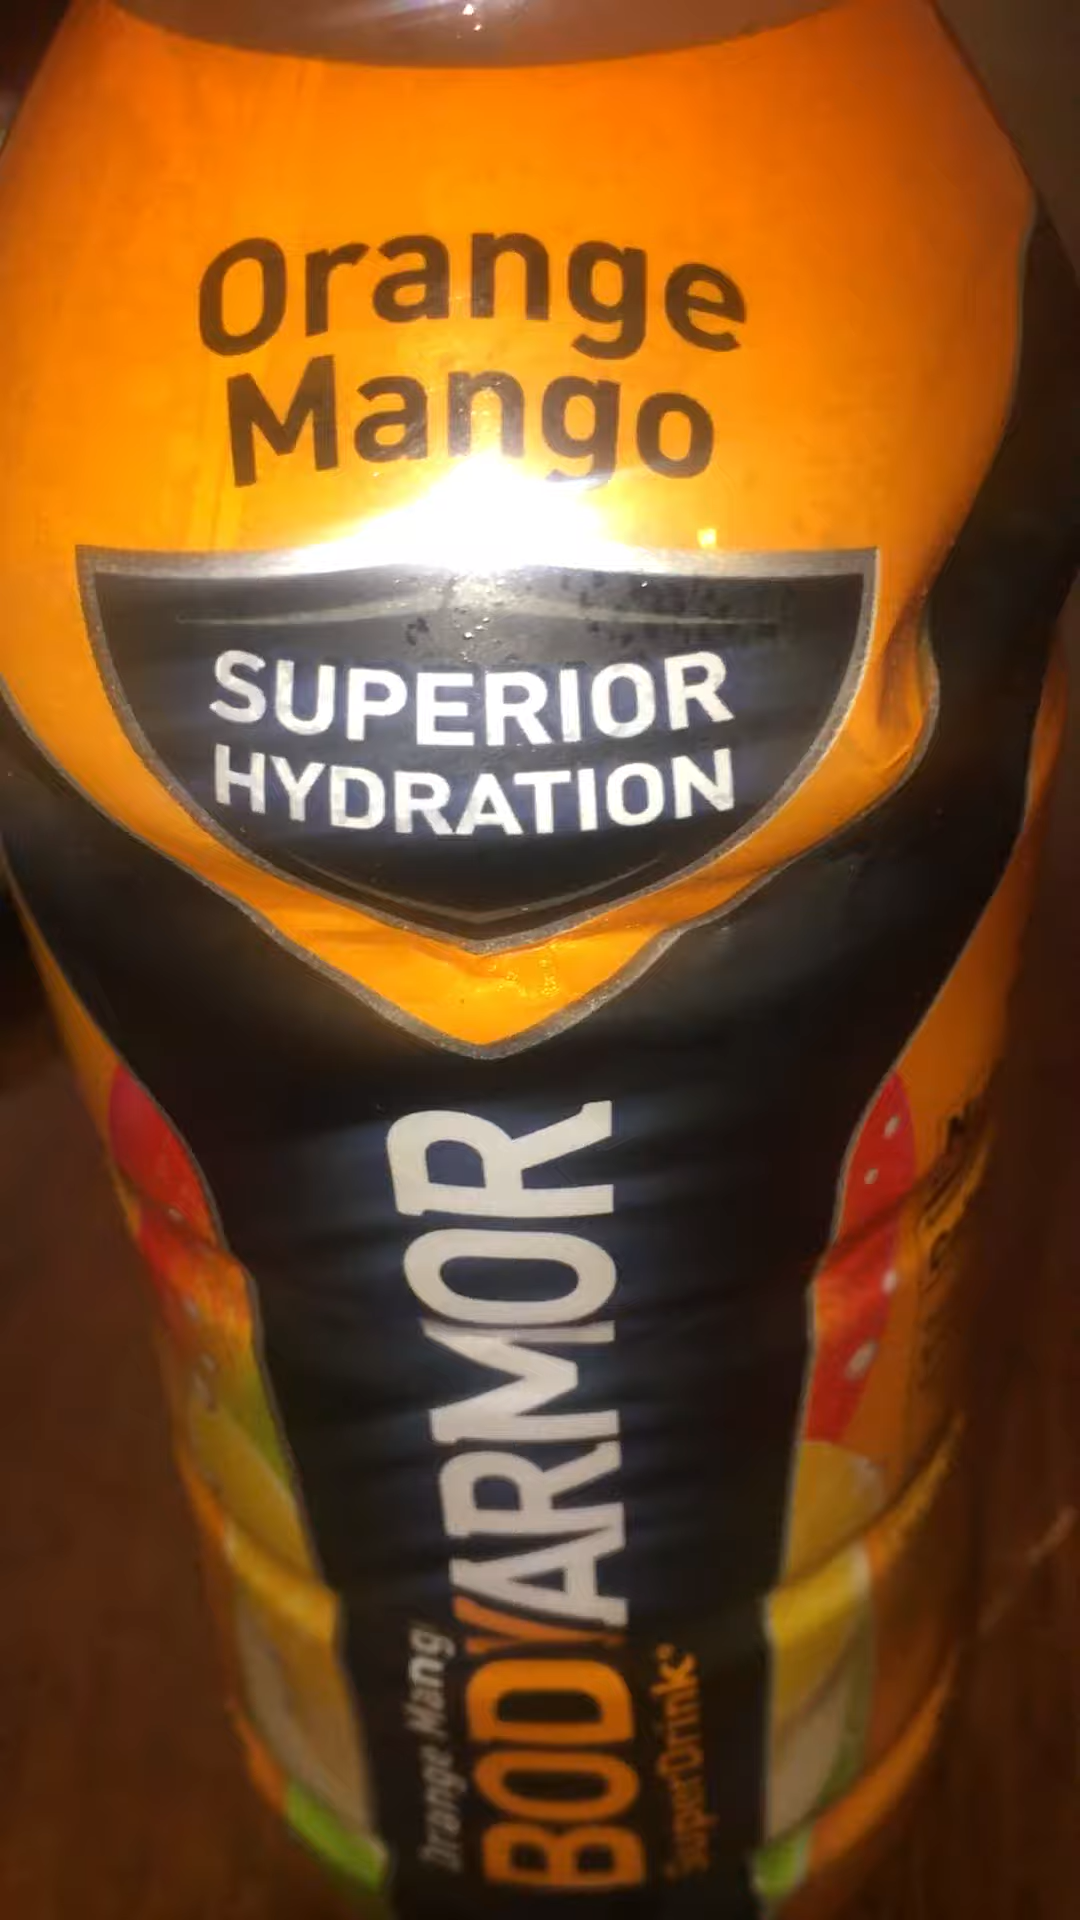 Orange
Mango
SUPERIOR
HYDRATION
BODYARMOR
Orange Mang
SuperDrink